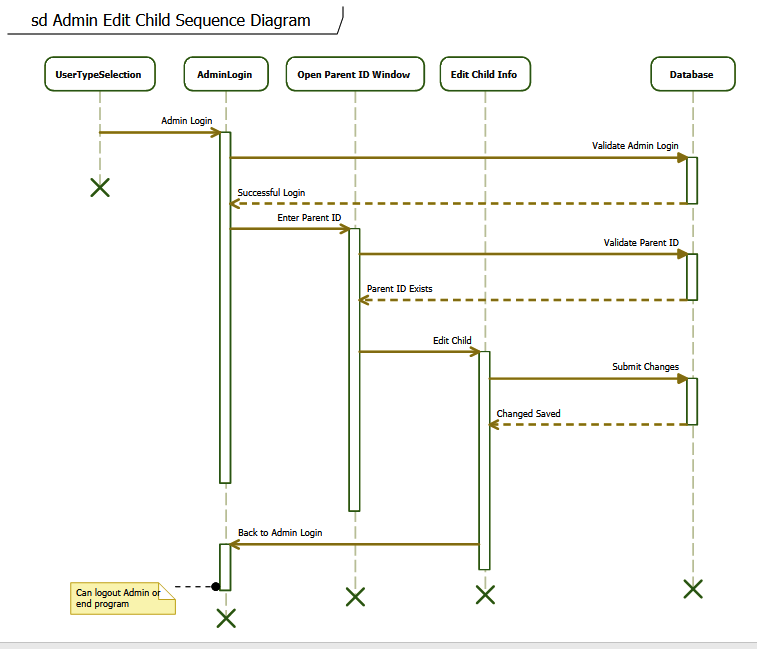 sd Admin Edit Child Sequence Diagram
UserTypeSelection
AdminLogin
Open Parent ID Window
Edit Child Info
Database
Admin Login
Validate Admin Login
Successful Login
Enter Parent ID
Validate Parent ID
Parent ID Exists
Edit Child
Submit Changes
Changed Saved
Back to Admin Login
Can logout Admin or
end program